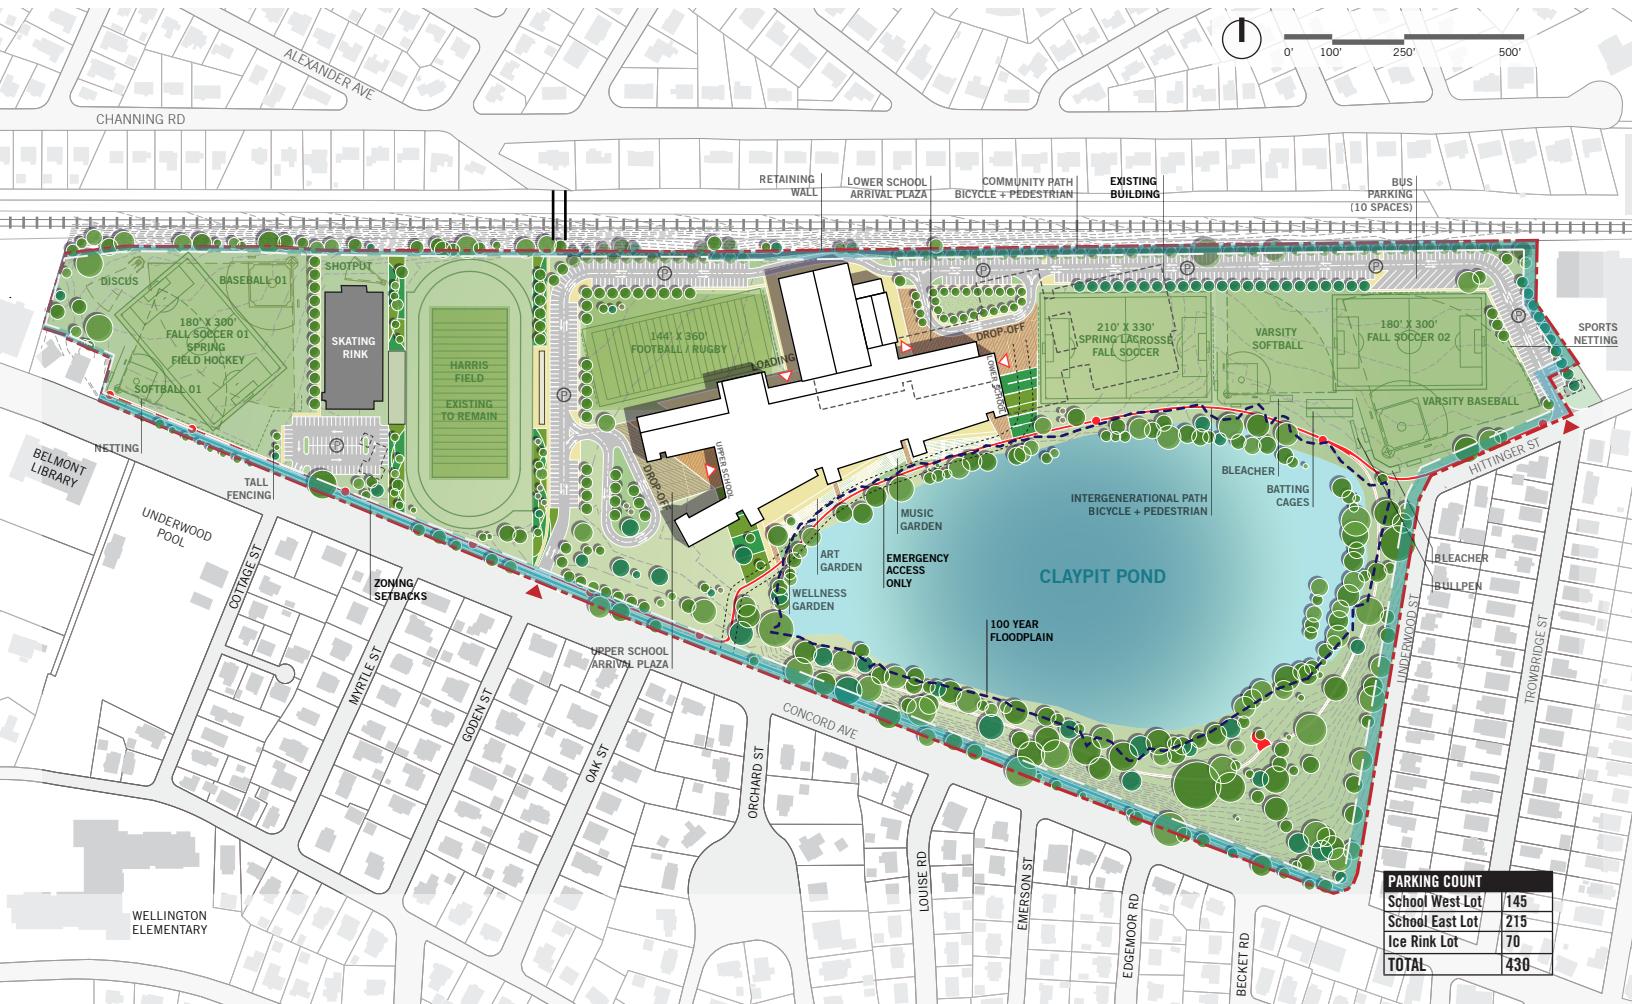 0'
100'
250'
500'
ALEXANDER AVE
CHANNING RD
RETAINING
WALL
LOWER SCHOOL
ARRIVAL PLAZA
COMMUNITY PATH
BICYCLE + PEDESTRIAN
EXISTING
BUILDING
BUS
PARKING
(10 SPACES)
DISCUS
BASEBALL 01
SHOTPUT
180' X 300'
FALL SOCCER 01
SPRING
FIELD HOCKEY
SOFTBALL 01
SKATING
RINK
HARRIS
FIELD
EXISTING
TO REMAIN
144' X 360'
FOOTBALL / RUGBY
LOADING
DROP-OFF
LOWER SCHOOL
210' X 330'
SPRING LACROSSE
FALL SOCCER
VARSITY
SOFTBALL
180' X 300'
FALL SOCCER 02
VARSITY BASEBALL
SPORTS
NETTING
P
P
P
P
P
P
P
NETTING
TALL
FENCING
BELMONT
LIBRARY
UNDERWOOD
POOL
UPPER SCHOOL
DROP-OFF
MUSIC
GARDEN
ART
GARDEN
EMERGENCY
ACCESS
ONLY
WELLNESS
GARDEN
INTERGENERATIONAL PATH
BICYCLE + PEDESTRIAN
BLEACHER
BATTING
CAGES
HITTINGER ST
BLEACHER
BULLPEN
CLAYPIT POND
100 YEAR
FLOODPLAIN
ZONING
SETBACKS
UPPER SCHOOL
ARRIVAL PLAZA
COTTAGE ST
MYRTLE ST
GODEN ST
OAK ST
ORCHARD ST
CONCORD AVE
LOUISE RD
EMERSON ST
EDGEMOOR RD
BECKET RD
UNDERWOOD ST
TROWBRIDGE ST
WELLINGTON
ELEMENTARY
PARKING COUNT
School West Lot 145
School East Lot 215
Ice Rink Lot 70
TOTAL 430